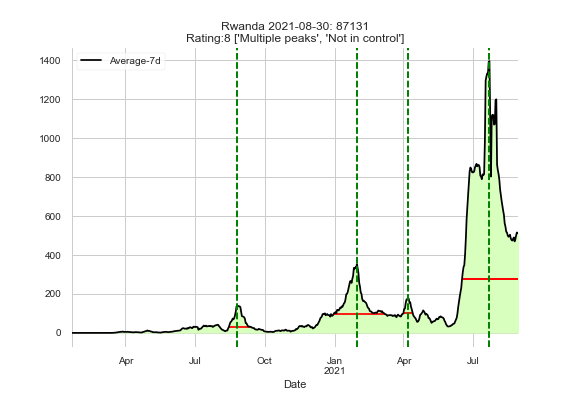 Rwanda 2021-08-30: 87131
Rating:8 ['Multiple peaks', 'Not in control']
Average-7d
1400
1200
1000
800
600
400
200
0
Apr Jul Oct Jan Apr Jul
2021
Date